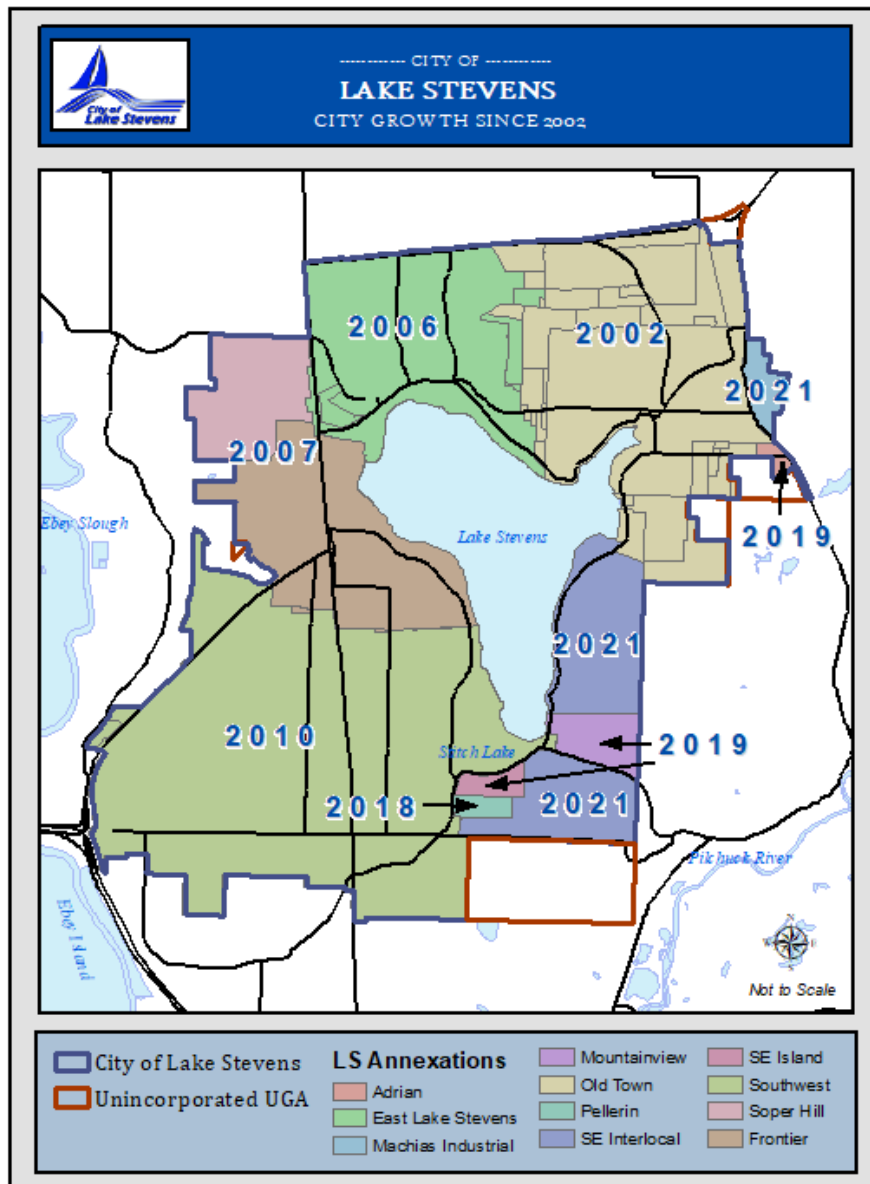 ------------ CITY OF ------------
LAKE STEVENS
CITY GROWTH SINCE 2002
City of
Lake Stevens
2006
2002
2021
2007
2019
Ebey Slough
Lake Stevens
2021
2010
Stitch Lake
2019
2018
2021
Pilchuck River
Ebey Island
N
W
E
S
Not to Scale
City of Lake Stevens
Unincorporated UGA
LS Annexations
Adrian
East Lake Stevens
Machias Industrial
Mountainview
Old Town
Pellerin
SE Interlocal
SE Island
Southwest
Soper Hill
Frontier